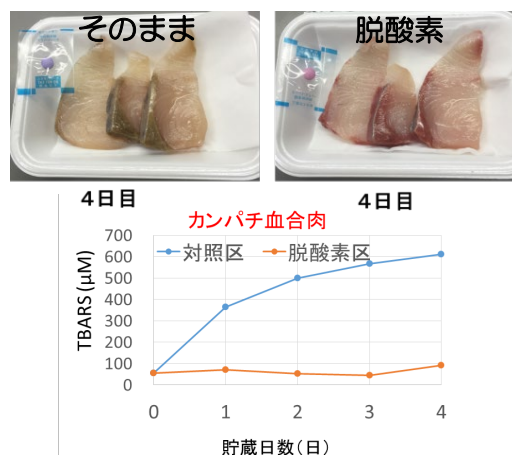 そのまま
脱酸素
4日目
4日目
カンパチ血合肉
対照区
脱酸素区
TBARS (μM)
700
600
500
400
300
200
100
0
0 1 2 3 4
貯蔵日数(日)